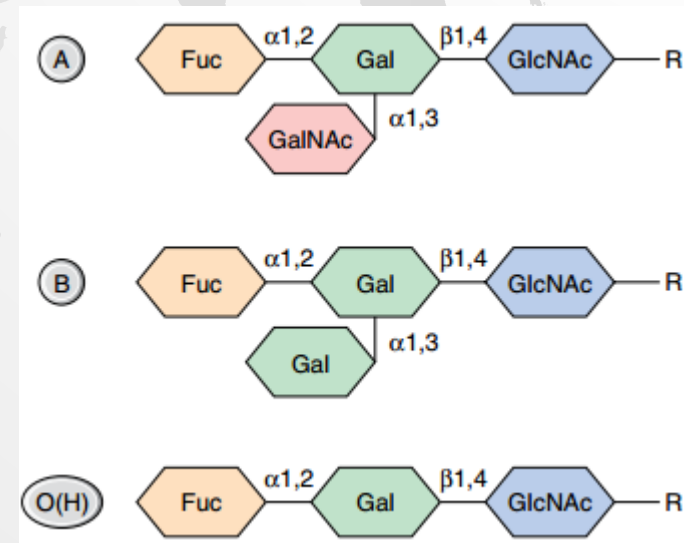 α1,2 β1,4
A Fuc Gal GlcNAc R
α1,3
GalNAc
α1,2 β1,4
B Fuc Gal GlcNAc R
α1,3
Gal
α1,2 β1,4
O(H) Fuc Gal GlcNAc R